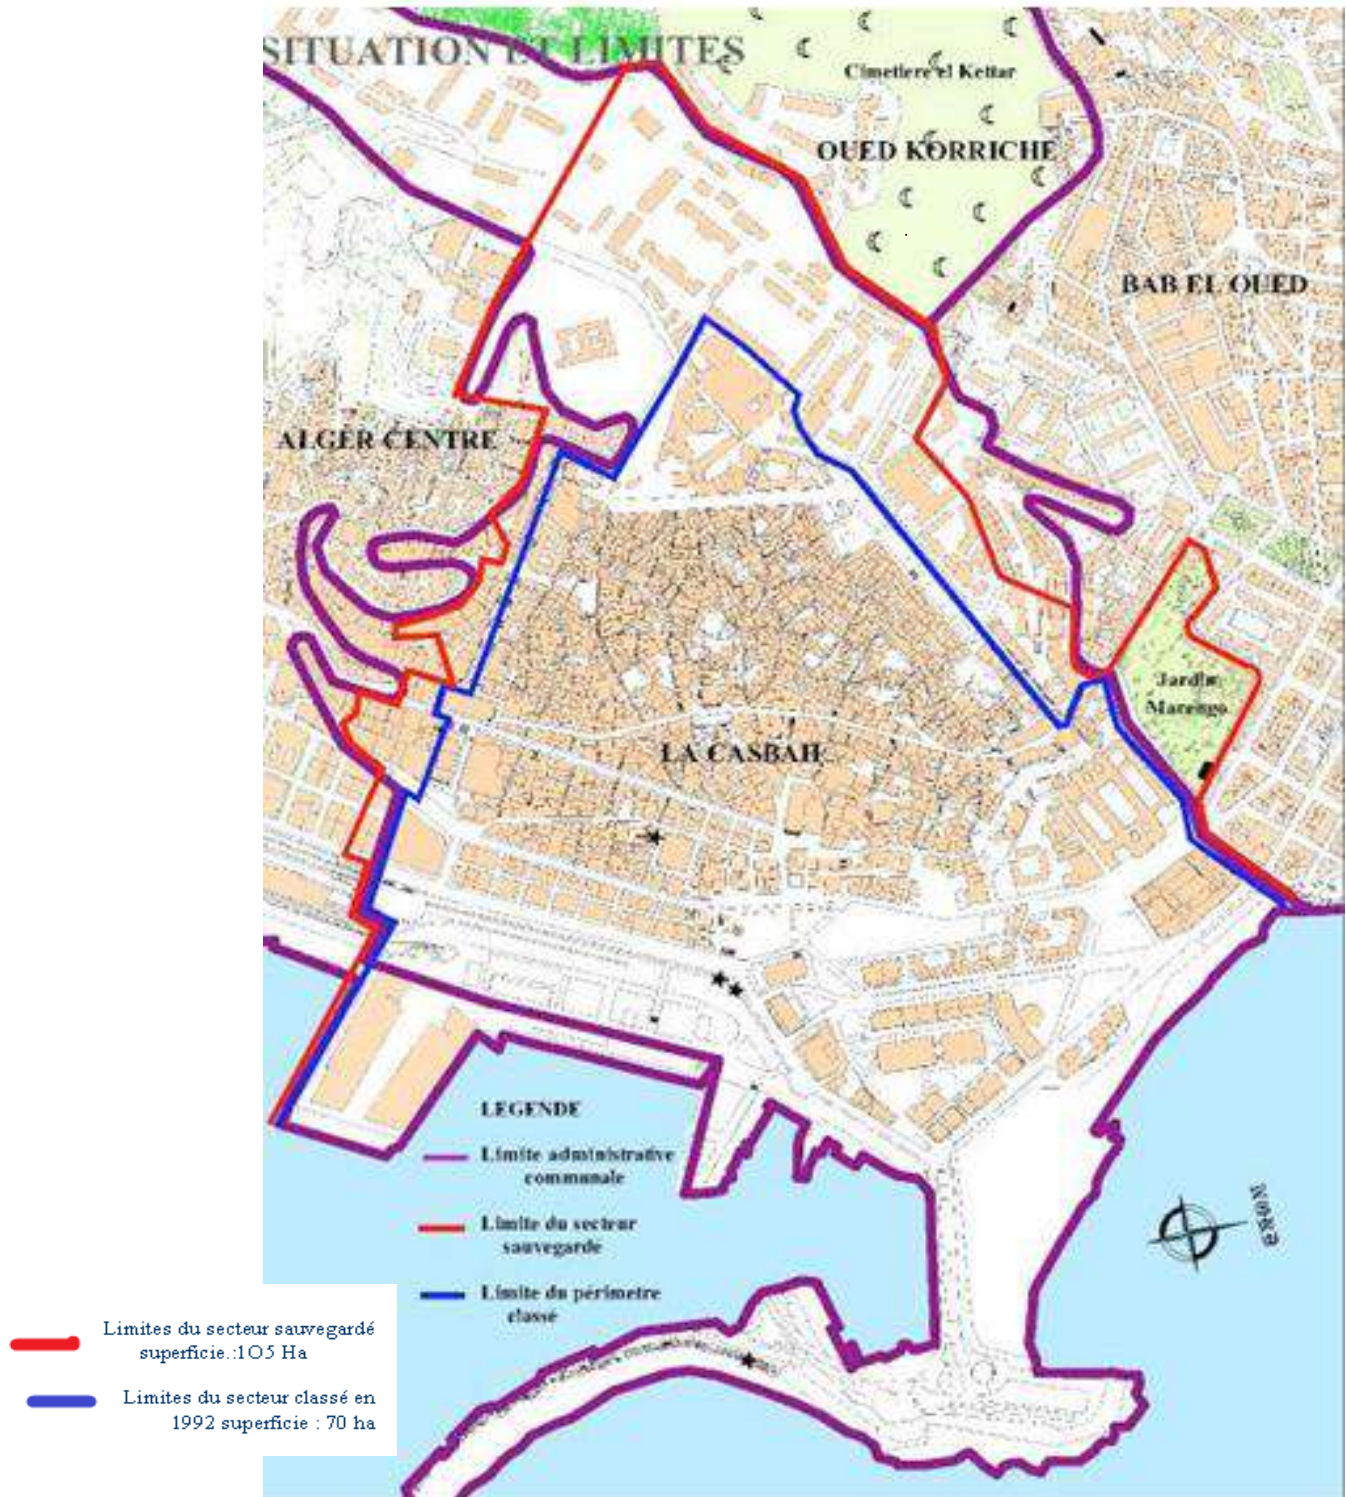 SITUATION ET LIMITES
Cimetiere el Kettar
OUED KORRICHE
BAB EL OUED
ALGER CENTRE
Jardin
Marengo
LA CASBAH
LEGENDE
Limite administrative
communale
Limite du secteur
sauvegarde
Limite du périmetre
classé
Limites du secteur sauvegardé
superficie.:105 Ha
Limites du secteur classé en
1992 superficie : 70 ha